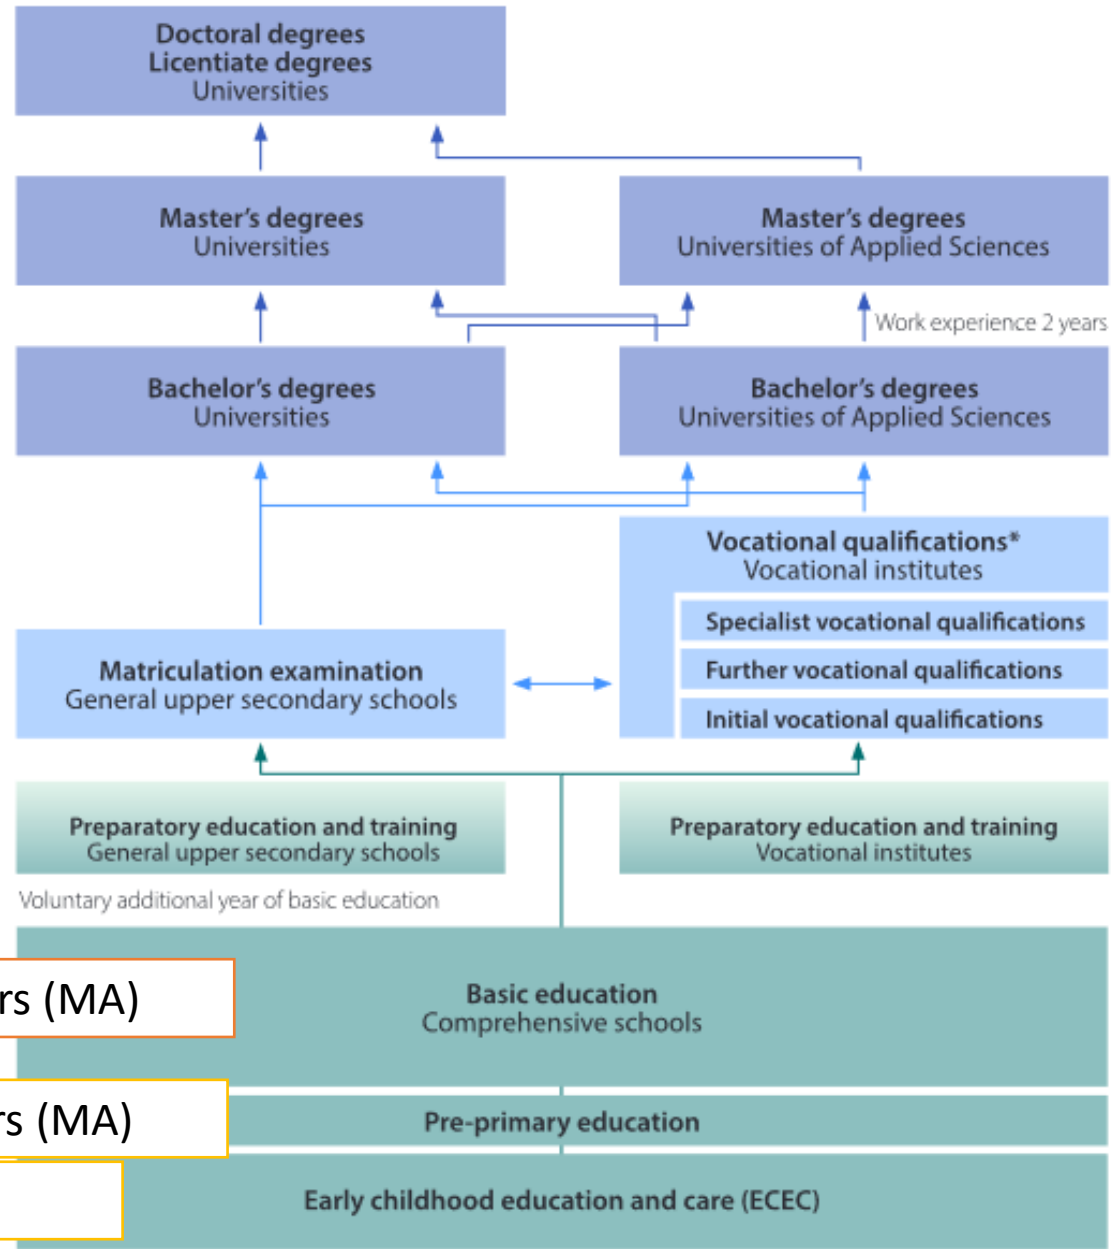 Doctoral degrees
Licentiate degrees
Universities
Master's degrees
Universities
Master's degrees
Universities of Applied Sciences
Work experience 2 years
Bachelor's degrees
Universities
Bachelor's degrees
Universities of Applied Sciences
Vocational qualifications*
Vocational institutes
Specialist vocational qualifications
Further vocational qualifications
Initial vocational qualifications
Matriculation examination
General upper secondary schools
Preparatory education and training
General upper secondary schools
Preparatory education and training
Vocational institutes
Voluntary additional year of basic education
rs (MA)
Basic education
Comprehensive schools
rs (MA)
Pre-primary education
Early childhood education and care (ECEC)